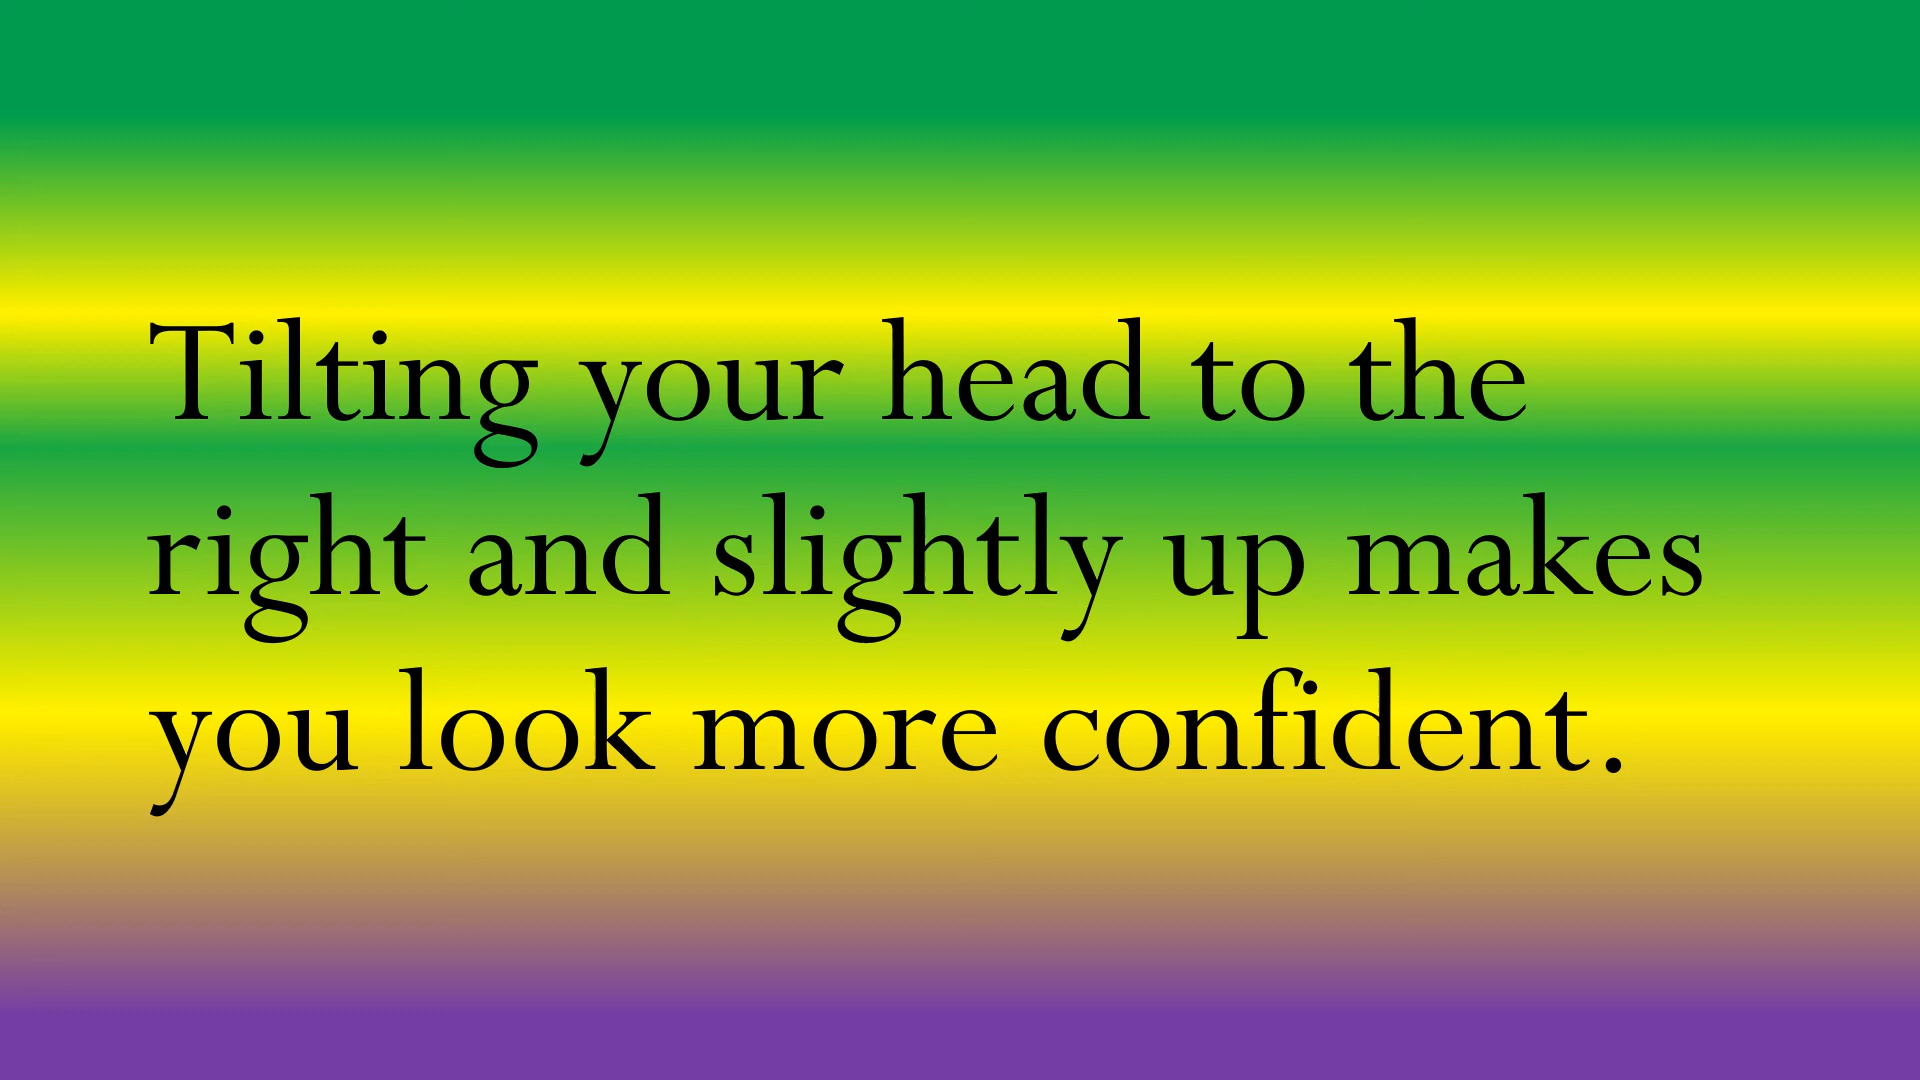 Tilting your head to the
right and slightly up makes
you look more confident.